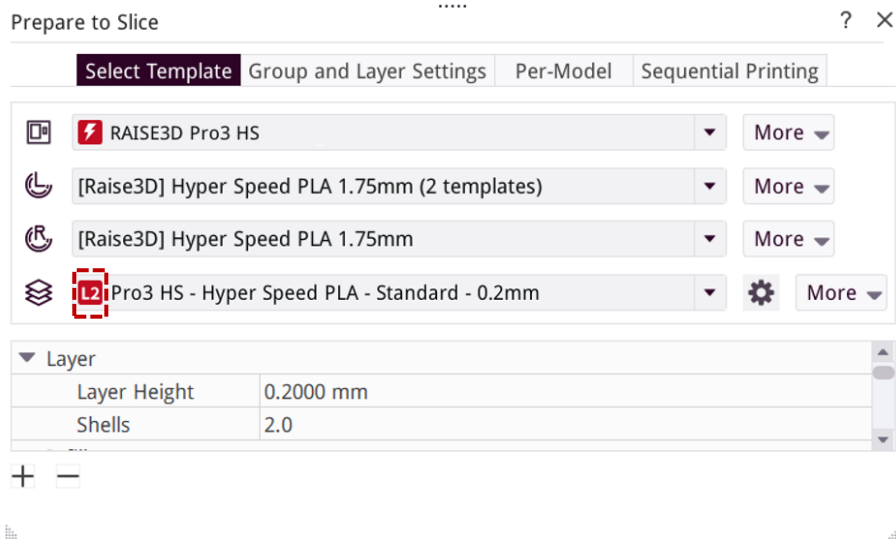 Prepare to Slice
?
Select Template
Group and Layer Settings
Per-Model
Sequential Printing
RAISE3D Pro3 HS
More
L
[Raise3D] Hyper Speed PLA 1.75mm (2 templates)
More
R
[Raise3D] Hyper Speed PLA 1.75mm
More
L2
Pro3 HS - Hyper Speed PLA - Standard - 0.2mm
More
Layer
Layer Height 0.2000 mm
Shells 2.0